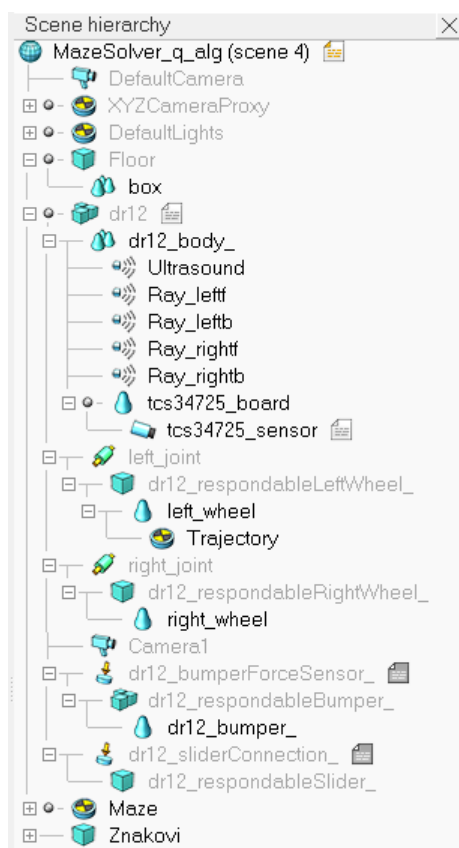 Scene hierarchy
MazeSolver_q_alg (scene 4)
DefaultCamera
XYZCameraProxy
DefaultLights
Floor
box
dr12
dr12_body_
Ultrasound
Ray_leftf
Ray_leftb
Ray_rightf
Ray_rightb
tcs34725_board
tcs34725_sensor
left_joint
dr12_respondableLeftWheel_
left_wheel
Trajectory
right_joint
dr12_respondableRightWheel_
right_wheel
Camera1
dr12_bumperForceSensor_
dr12_respondableBumper_
dr12_bumper_
dr12_sliderConnection_
dr12_respondableSlider_
Maze
Znakovi